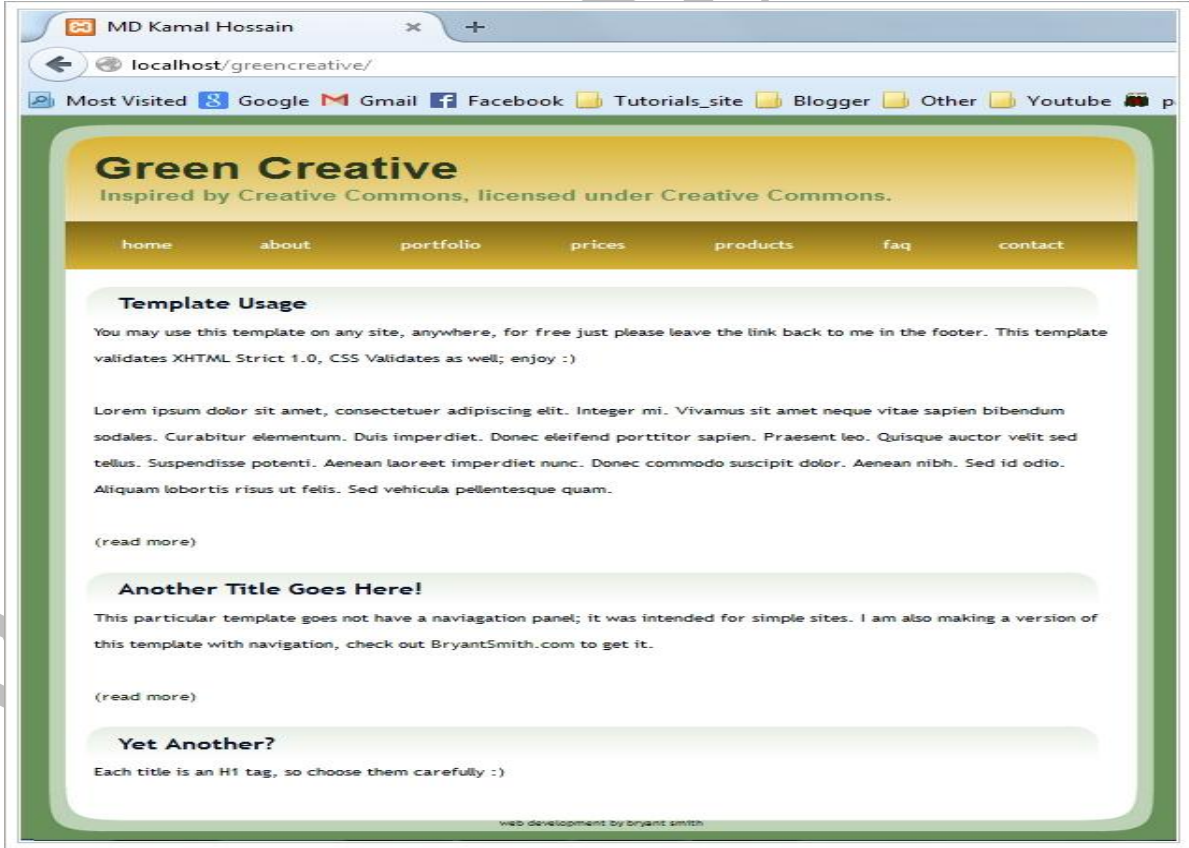 MD Kamal Hossain
localhost/greencreative/
Most Visited Google Gmail Facebook Tutorials_site Blogger Other Youtube p
Green Creative
Inspired by Creative Commons, licensed under Creative Commons.
home about portfolio prices products faq contact
Template Usage
You may use this template on any site, anywhere, for free just please leave the link back to me in the footer. This template
validates XHTML Strict 1.0, CSS Validates as well; enjoy :)
Lorem ipsum dolor sit amet, consectetuer adipiscing elit. Integer mi. Vivamus sit amet neque vitae sapien bibendum
sodales. Curabitur elementum. Duis imperdiet. Donec eleifend porttitor sapien. Praesent leo. Quisque auctor velit sed
tellus. Suspendisse potenti. Aenean laoreet imperdiet nunc. Donec commodo suscipit dolor. Aenean nibh. Sed id odio.
Aliquam lobortis risus ut felis. Sed vehicula pellentesque quam.
(read more)
Another Title Goes Here!
This particular template goes not have a naviagation panel; it was intended for simple sites. I am also making a version of
this template with navigation, check out BryantSmith.com to get it.
(read more)
Yet Another?
Each title is an H1 tag, so choose them carefully :)
web development by bryant smith